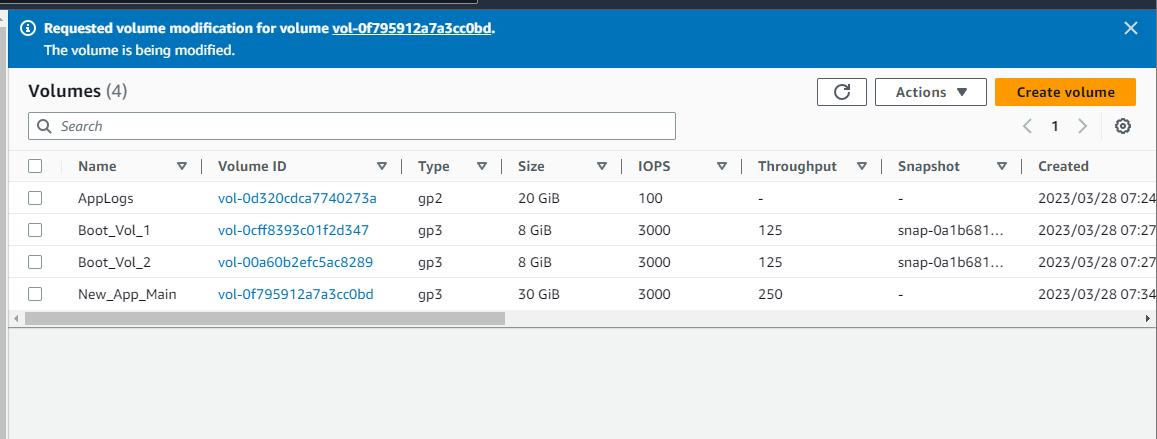 Requested volume modification for volume vol-0f795912a7a3cc0bd.
The volume is being modified.
Volumes (4)
Actions
Create volume
Search
1
Name Volume ID Type Size IOPS Throughput Snapshot Created
AppLogs vol-0d320cdca7740273a gp2 20 GiB 100 - - 2023/03/28 07:24
Boot_Vol_1 vol-0cff8393c01f2d347 gp3 8 GiB 3000 125 snap-0a1b681... 2023/03/28 07:27
Boot_Vol_2 vol-00a60b2efc5ac8289 gp3 8 GiB 3000 125 snap-0a1b681... 2023/03/28 07:27
New_App_Main vol-0f795912a7a3cc0bd gp3 30 GiB 3000 250 - 2023/03/28 07:34